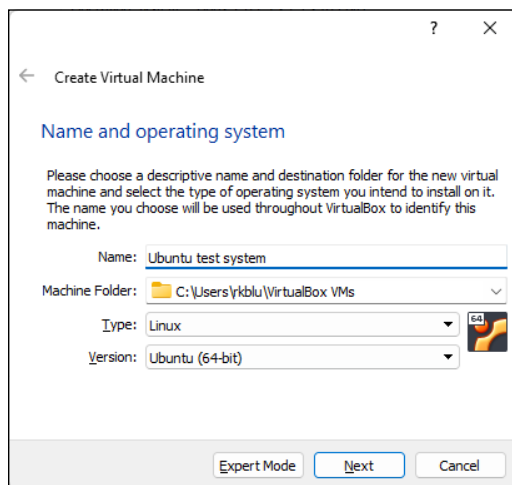 ?
Create Virtual Machine
Name and operating system
Please choose a descriptive name and destination folder for the new virtual
machine and select the type of operating system you intend to install on it.
The name you choose will be used throughout VirtualBox to identify this
machine.
Name: Ubuntu test system
Machine Folder: C:\Users\rkblu\VirtualBox VMs
Type: Linux
64
Version: Ubuntu (64-bit)
Expert Mode Next Cancel